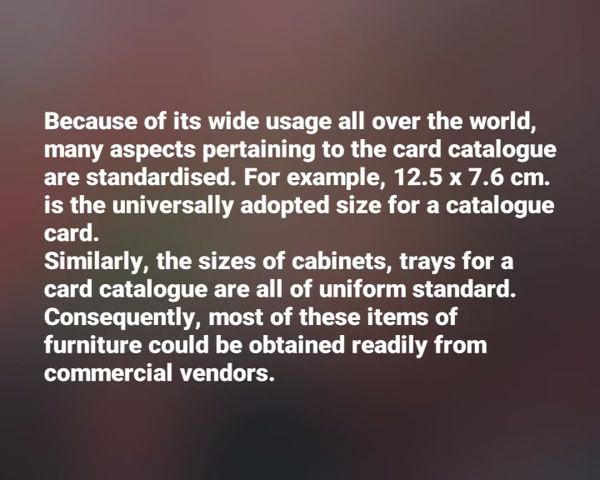 Because of its wide usage all over the world,
many aspects pertaining to the card catalogue
are standardised. For example, 12.5 x 7.6 cm.
is the universally adopted size for a catalogue
card.
Similarly, the sizes of cabinets, trays for a
card catalogue are all of uniform standard.
Consequently, most of these items of
furniture could be obtained readily from
commercial vendors.